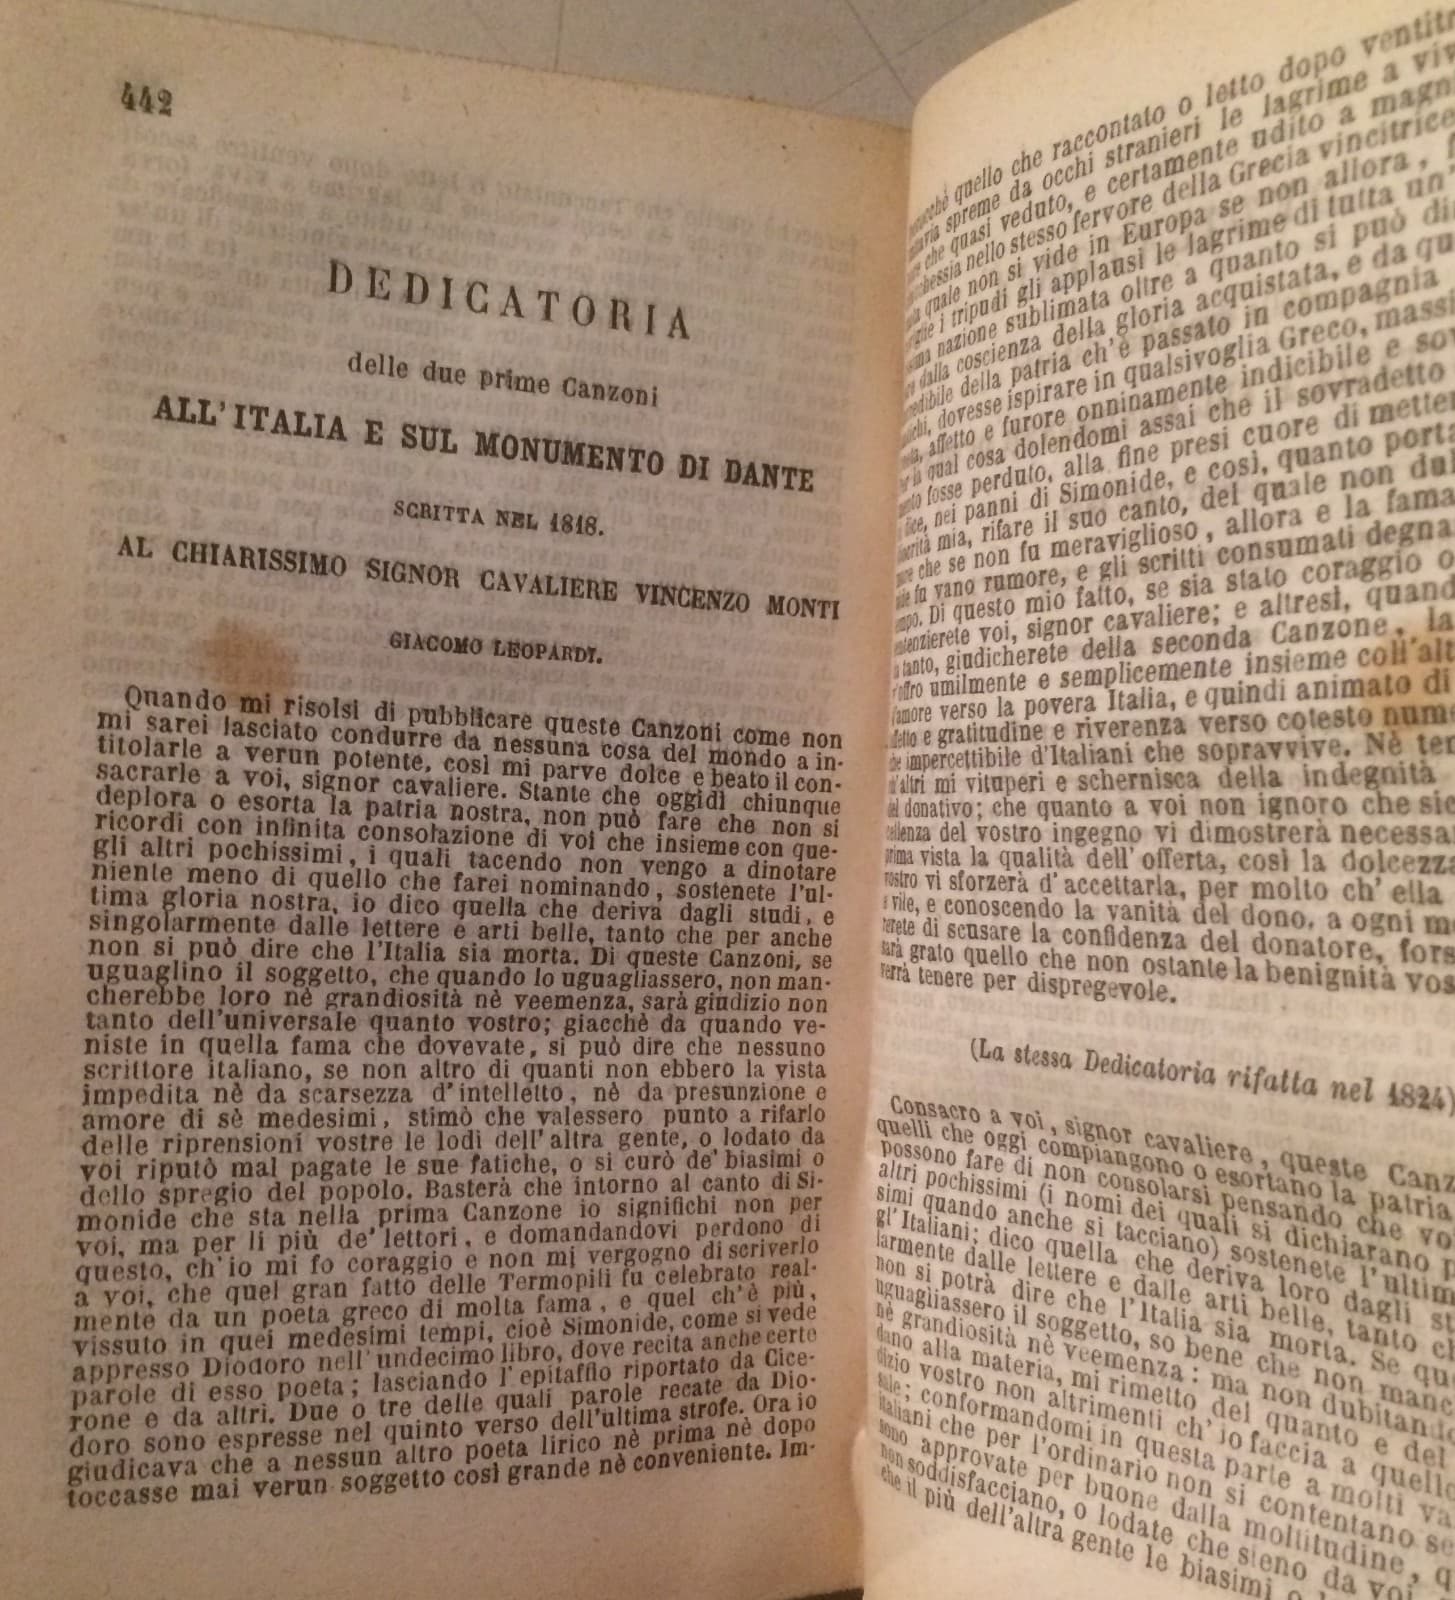 442
DEDICATORIA
delle due prime Canzoni
ALL'ITALIA E SUL MONUMENTO DI DANTE
SCRITTA NEL 1818.
AL CHIARISSIMO SIGNOR CAVALIERE VINCENZO MONTI
GIACOMO LEOPARDI.
Quando mi risolsi di pubblicare queste Canzoni come non
mi sarei lasciato condurre da nessuna cosa del mondo a in-
titolarle a verun potente, così mi parve dolce e beato il con-
sacrarle a voi, signor cavaliere. Stante che oggidì chiunque
deplora o esorta la patria nostra, non può fare che non si
ricordi con infinita consolazione di voi che insieme con que-
gli altri pochissimi, i quali tacendo non vengo a dinotare
niente meno di quello che farei nominando, sostenete l'ul-
tima gloria nostra, io dico quella che deriva dagli studi, e
singolarmente dalle lettere e arti belle, tanto che per anche
non si può dire che l'Italia sia morta. Di queste Canzoni, se
uguaglino il soggetto, che quando lo uguagliassero, non man-
cherebbe loro nè grandiosità nè veemenza, sarà giudizio non
tanto dell'universale quanto vostro; giacchè da quando ve-
niste in quella fama che dovevate, si può dire che nessuno
scrittore italiano, se non altro di quanti non ebbero la vista
impedita nè da scarsezza d'intelletto, nè da presunzione e
amore di sè medesimi, stimò che valessero punto a rifarlo
delle riprensioni vostre le lodi dell'altra gente, o lodato da
voi riputò mal pagate le sue fatiche, o si curò de' biasimi o
dello spregio del popolo. Basterà che intorno al canto di Si-
monide che sta nella prima Canzone io significhi non per
voi, ma per li più de' lettori, e domandandovi perdono di
questo, ch'io mi fo coraggio e non mi vergogno di scriverlo
a voi, che quel gran fatto delle Termopili fu celebrato real-
mente da un poeta greco di molta fama, e quel ch'è più,
vissuto in quei medesimi tempi, cioè Simonide, come si vede
appresso Diodoro nell'undecimo libro, dove recita anche certe
parole di esso poeta; lasciando l'epitaffio riportato da Cice-
rone e da altri. Due o tre delle quali parole recate da Dio-
doro sono espresse nel quinto verso dell'ultima strofe. Ora io
giudicava che a nessun altro poeta lirico nè prima nè dopo
toccasse mai verun soggetto così grande nè conveniente. Im-
quello che raccontato o letto dopo
spreme da occhi stranieri le lagrime a
che quasi veduto, e certamente udito a
nello stesso fervore della Grecia vincitrice
quale non si vide in Europa se non allora,
i tripudi gli applausi le lagrime di tutta
nazione sublimata oltre a quanto si può
dalla coscienza della gloria acquistata, e da
della patria ch'è passato in compagnia
dovesse ispirare in qualsivoglia Greco,
affetto e furore onninamente indicibile e
la qual cosa dolendomi assai che il sovradetto
fosse perduto, alla fine presi cuore di
nei panni di Simonide, e così, quanto
mia, rifare il suo canto, del quale non
che se non fu meraviglioso, allora e la fama
fu vano rumore, e gli scritti consumati
Di questo mio fatto, se sia stato coraggio o
voi, signor cavaliere; e altresì,
tanto, giudicherete della seconda Canzone, la
umilmente e semplicemente insieme coll'
amore verso la povera Italia, e quindi animato di
e gratitudine e riverenza verso cotesto
impercettibile d'Italiani che sopravvive. Nè
altri mi vituperi e schernisca della indegnità
del donativo; che quanto a voi non ignoro che
del vostro ingegno vi dimostrerà
prima vista la qualità dell'offerta, così la dolcezza
vostro vi sforzerà d'accettarla, per molto ch'ella
vile, e conoscendo la vanità del dono, a ogni
di scusare la confidenza del donatore,
sarà grato quello che non ostante la benignità
verrà tenere per dispregevole.
(La stessa Dedicatoria rifatta nel 1824)
Consacro a voi, signor cavaliere, queste
quelli che oggi compiangono o esortano la patria
possono fare di non consolarsi pensando che
altri pochissimi (i nomi dei quali si dichiarano
simi quando anche si tacciano) sostenete
gl'Italiani; dico quella che deriva loro dagli
larmente dalle lettere e dalle arti belle, tanto
non si potrà dire che l'Italia sia morta. Se
uguagliassero il soggetto, so bene che non
nè grandiosità nè veemenza: ma non
dano alla materia, mi rimetto del quanto e del
dizio vostro non altrimenti ch'io faccia a
conformandomi in questa parte a molti
italiani che per l'ordinario non si contentano
sono approvate per buone dalla moltitudine,
non soddisfacciano, o lodate che sieno da voi
che il più dell'altra gente le biasimi